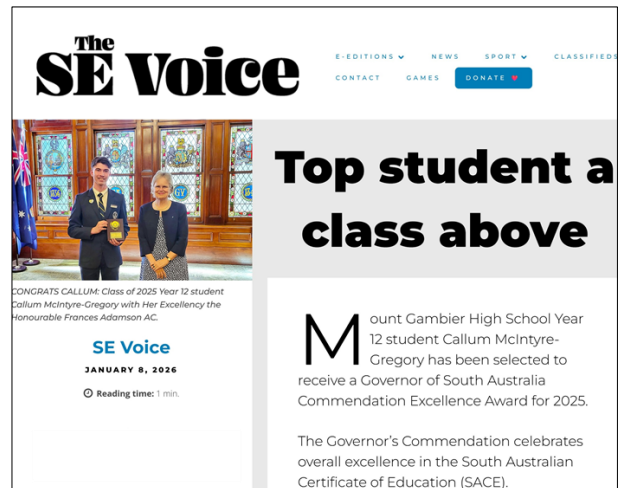 The
SE Voice
E-EDITIONS
NEWS
SPORT
CLASSIFIEDS
CONTACT
GAMES
DONATE
Top student a
class above
CONGRATS CALLUM: Class of 2025 Year 12 student
Callum McIntyre-Gregory with Her Excellency the
Honourable Frances Adamson AC.
SE Voice
JANUARY 8, 2026
Reading time: 1 min.
Mount Gambier High School Year
12 student Callum McIntyre-
Gregory has been selected to
receive a Governor of South Australia
Commendation Excellence Award for 2025.
The Governor's Commendation celebrates
overall excellence in the South Australian
Certificate of Education (SACE).